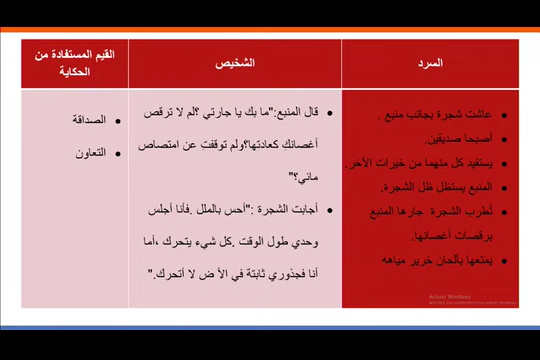 السرد
عاشت شجرة بجانب منبع .
أصبحا صديقين.
يستفيد كل منهما من خيرات الآخر.
المنبع يستظل ظل الشجرة.
تُطرب الشجرة جارها المنبع
برقصات أغصانها.
يمتعها بألحان خرير مياهه
الشخيص
قال المنبع:"ما بك يا جارتي ؟لم لا ترقص
أغصانكِ كعادتها؟ولم توقفتِ عن امتصاص
مائي؟"
أجابت الشجرة :"أحس بالملل .فأنا أجلس
وحدي طول الوقت .كل شيء يتحرك ،أما
أنا فجذوري ثابتة في الأ ض لا أتحرك."
القيم المستفادة من
الحكاية
الصداقة
التعاون
Activer Windows